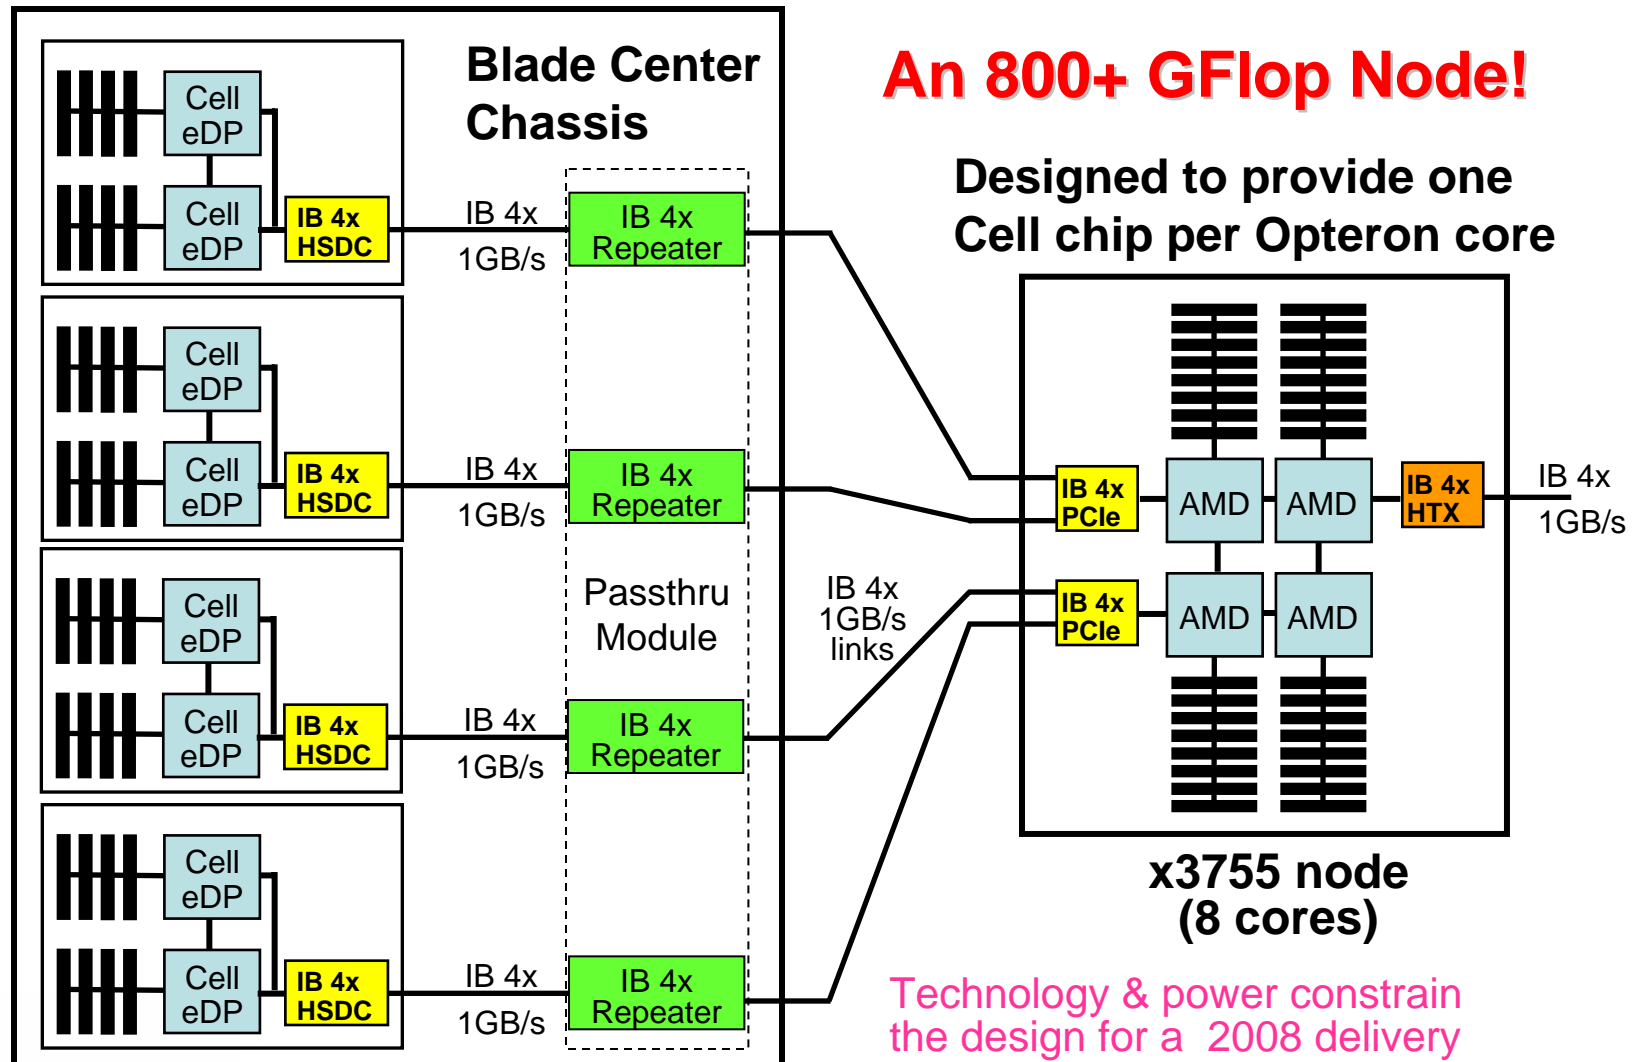 Blade Center
Chassis
An 800+ GFlop Node!
Designed to provide one
Cell chip per Opteron core
Cell
eDP
Cell
eDP
IB 4x
HSDC
IB 4x
1GB/s
IB 4x
Repeater
Cell
eDP
Cell
eDP
IB 4x
HSDC
IB 4x
1GB/s
IB 4x
Repeater
Passthru
Module
Cell
eDP
Cell
eDP
IB 4x
HSDC
IB 4x
1GB/s
IB 4x
Repeater
Cell
eDP
Cell
eDP
IB 4x
HSDC
IB 4x
1GB/s
IB 4x
Repeater
IB 4x
1GB/s
links
IB 4x
PCIe
AMD
AMD
IB 4x
HTX
IB 4x
1GB/s
IB 4x
PCIe
AMD
AMD
x3755 node
(8 cores)
Technology & power constrain
the design for a 2008 delivery